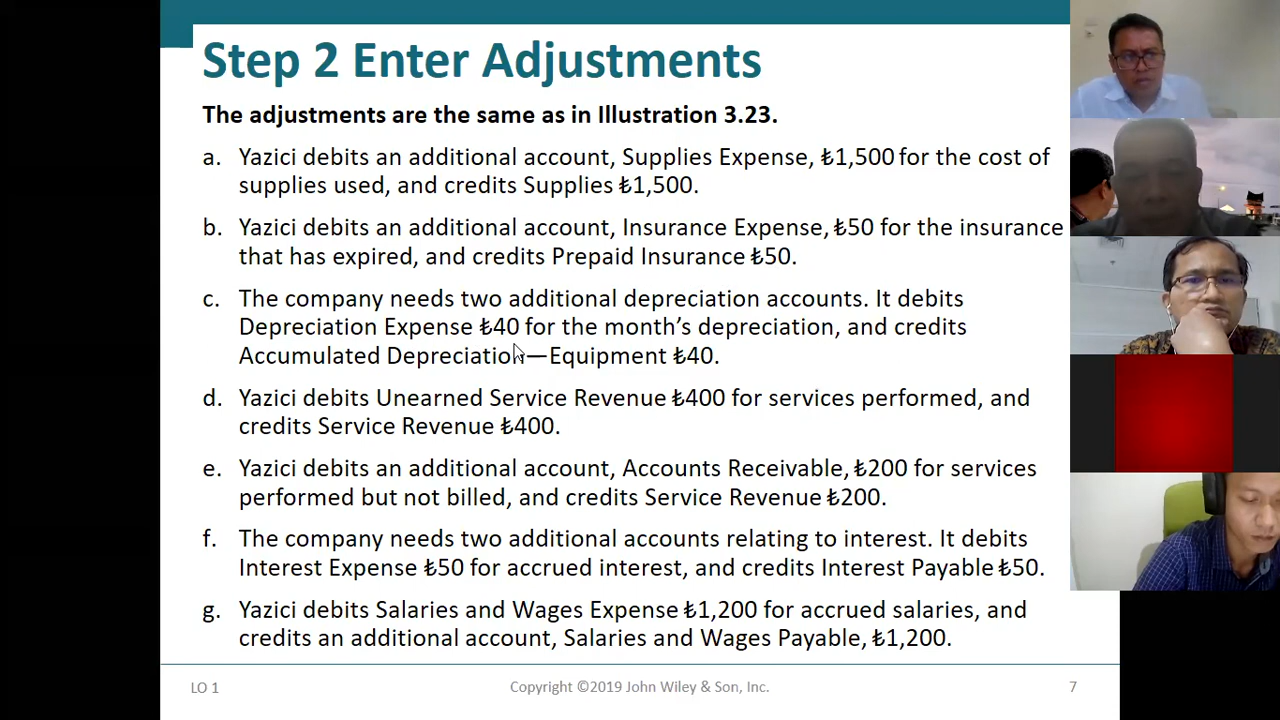 Step 2 Enter Adjustments
The adjustments are the same as in Illustration 3.23.
a. Yazici debits an additional account, Supplies Expense, ₺1,500 for the cost of
supplies used, and credits Supplies ₺1,500.
b. Yazici debits an additional account, Insurance Expense, ₺50 for the insurance
that has expired, and credits Prepaid Insurance ₺50.
c. The company needs two additional depreciation accounts. It debits
Depreciation Expense ₺40 for the month’s depreciation, and credits
Accumulated Depreciation—Equipment ₺40.
d. Yazici debits Unearned Service Revenue ₺400 for services performed, and
credits Service Revenue ₺400.
e. Yazici debits an additional account, Accounts Receivable, ₺200 for services
performed but not billed, and credits Service Revenue ₺200.
f. The company needs two additional accounts relating to interest. It debits
Interest Expense ₺50 for accrued interest, and credits Interest Payable ₺50.
g. Yazici debits Salaries and Wages Expense ₺1,200 for accrued salaries, and
credits an additional account, Salaries and Wages Payable, ₺1,200.
LO 1 Copyright ©2019 John Wiley & Son, Inc. 7